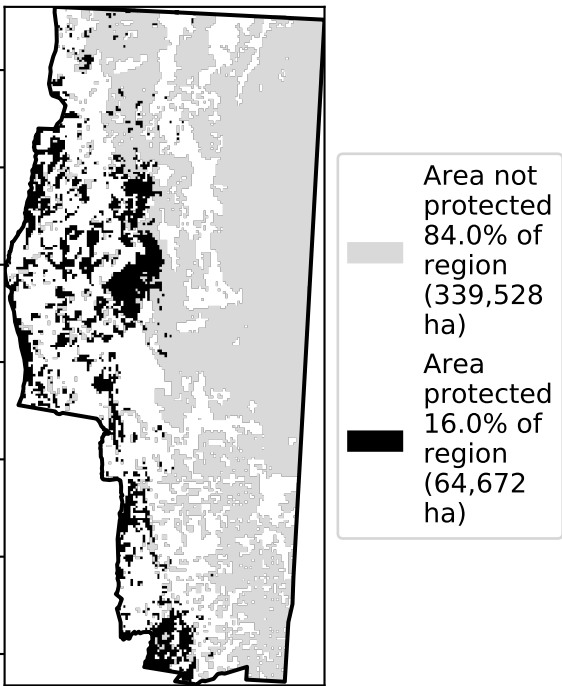 Area not
protected
84.0% of
region
(339,528
ha)
Area
protected
16.0% of
region
(64,672
ha)